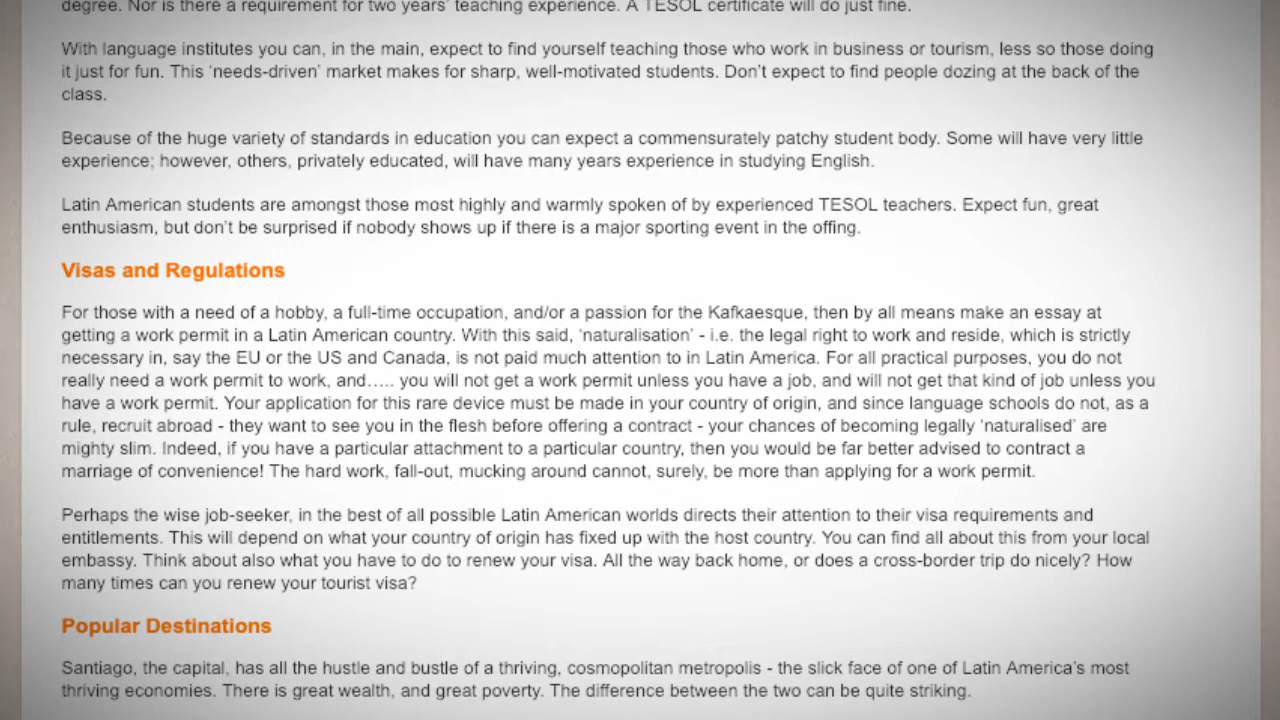 degree. Nor is there a requirement for two years' teaching experience. A TESOL certificate will do just fine.
With language institutes you can, in the main, expect to find yourself teaching those who work in business or tourism, less so those doing
it just for fun. This ‘needs-driven’ market makes for sharp, well-motivated students. Don’t expect to find people dozing at the back of the
class.
Because of the huge variety of standards in education you can expect a commensurately patchy student body. Some will have very little
experience; however, others, privately educated, will have many years experience in studying English.
Latin American students are amongst those most highly and warmly spoken of by experienced TESOL teachers. Expect fun, great
enthusiasm, but don’t be surprised if nobody shows up if there is a major sporting event in the offing.
Visas and Regulations
For those with a need of a hobby, a full-time occupation, and/or a passion for the Kafkaesque, then by all means make an essay at
getting a work permit in a Latin American country. With this said, ‘naturalisation’ - i.e. the legal right to work and reside, which is strictly
necessary in, say the EU or the US and Canada, is not paid much attention to in Latin America. For all practical purposes, you do not
really need a work permit to work, and….. you will not get a work permit unless you have a job, and will not get that kind of job unless you
have a work permit. Your application for this rare device must be made in your country of origin, and since language schools do not, as a
rule, recruit abroad - they want to see you in the flesh before offering a contract - your chances of becoming legally ‘naturalised’ are
mighty slim. Indeed, if you have a particular attachment to a particular country, then you would be far better advised to contract a
marriage of convenience! The hard work, fall-out, mucking around cannot, surely, be more than applying for a work permit.
Perhaps the wise job-seeker, in the best of all possible Latin American worlds directs their attention to their visa requirements and
entitlements. This will depend on what your country of origin has fixed up with the host country. You can find all about this from your local
embassy. Think about also what you have to do to renew your visa. All the way back home, or does a cross-border trip do nicely? How
many times can you renew your tourist visa?
Popular Destinations
Santiago, the capital, has all the hustle and bustle of a thriving, cosmopolitan metropolis - the slick face of one of Latin America’s most
thriving economies. There is great wealth, and great poverty. The difference between the two can be quite striking.